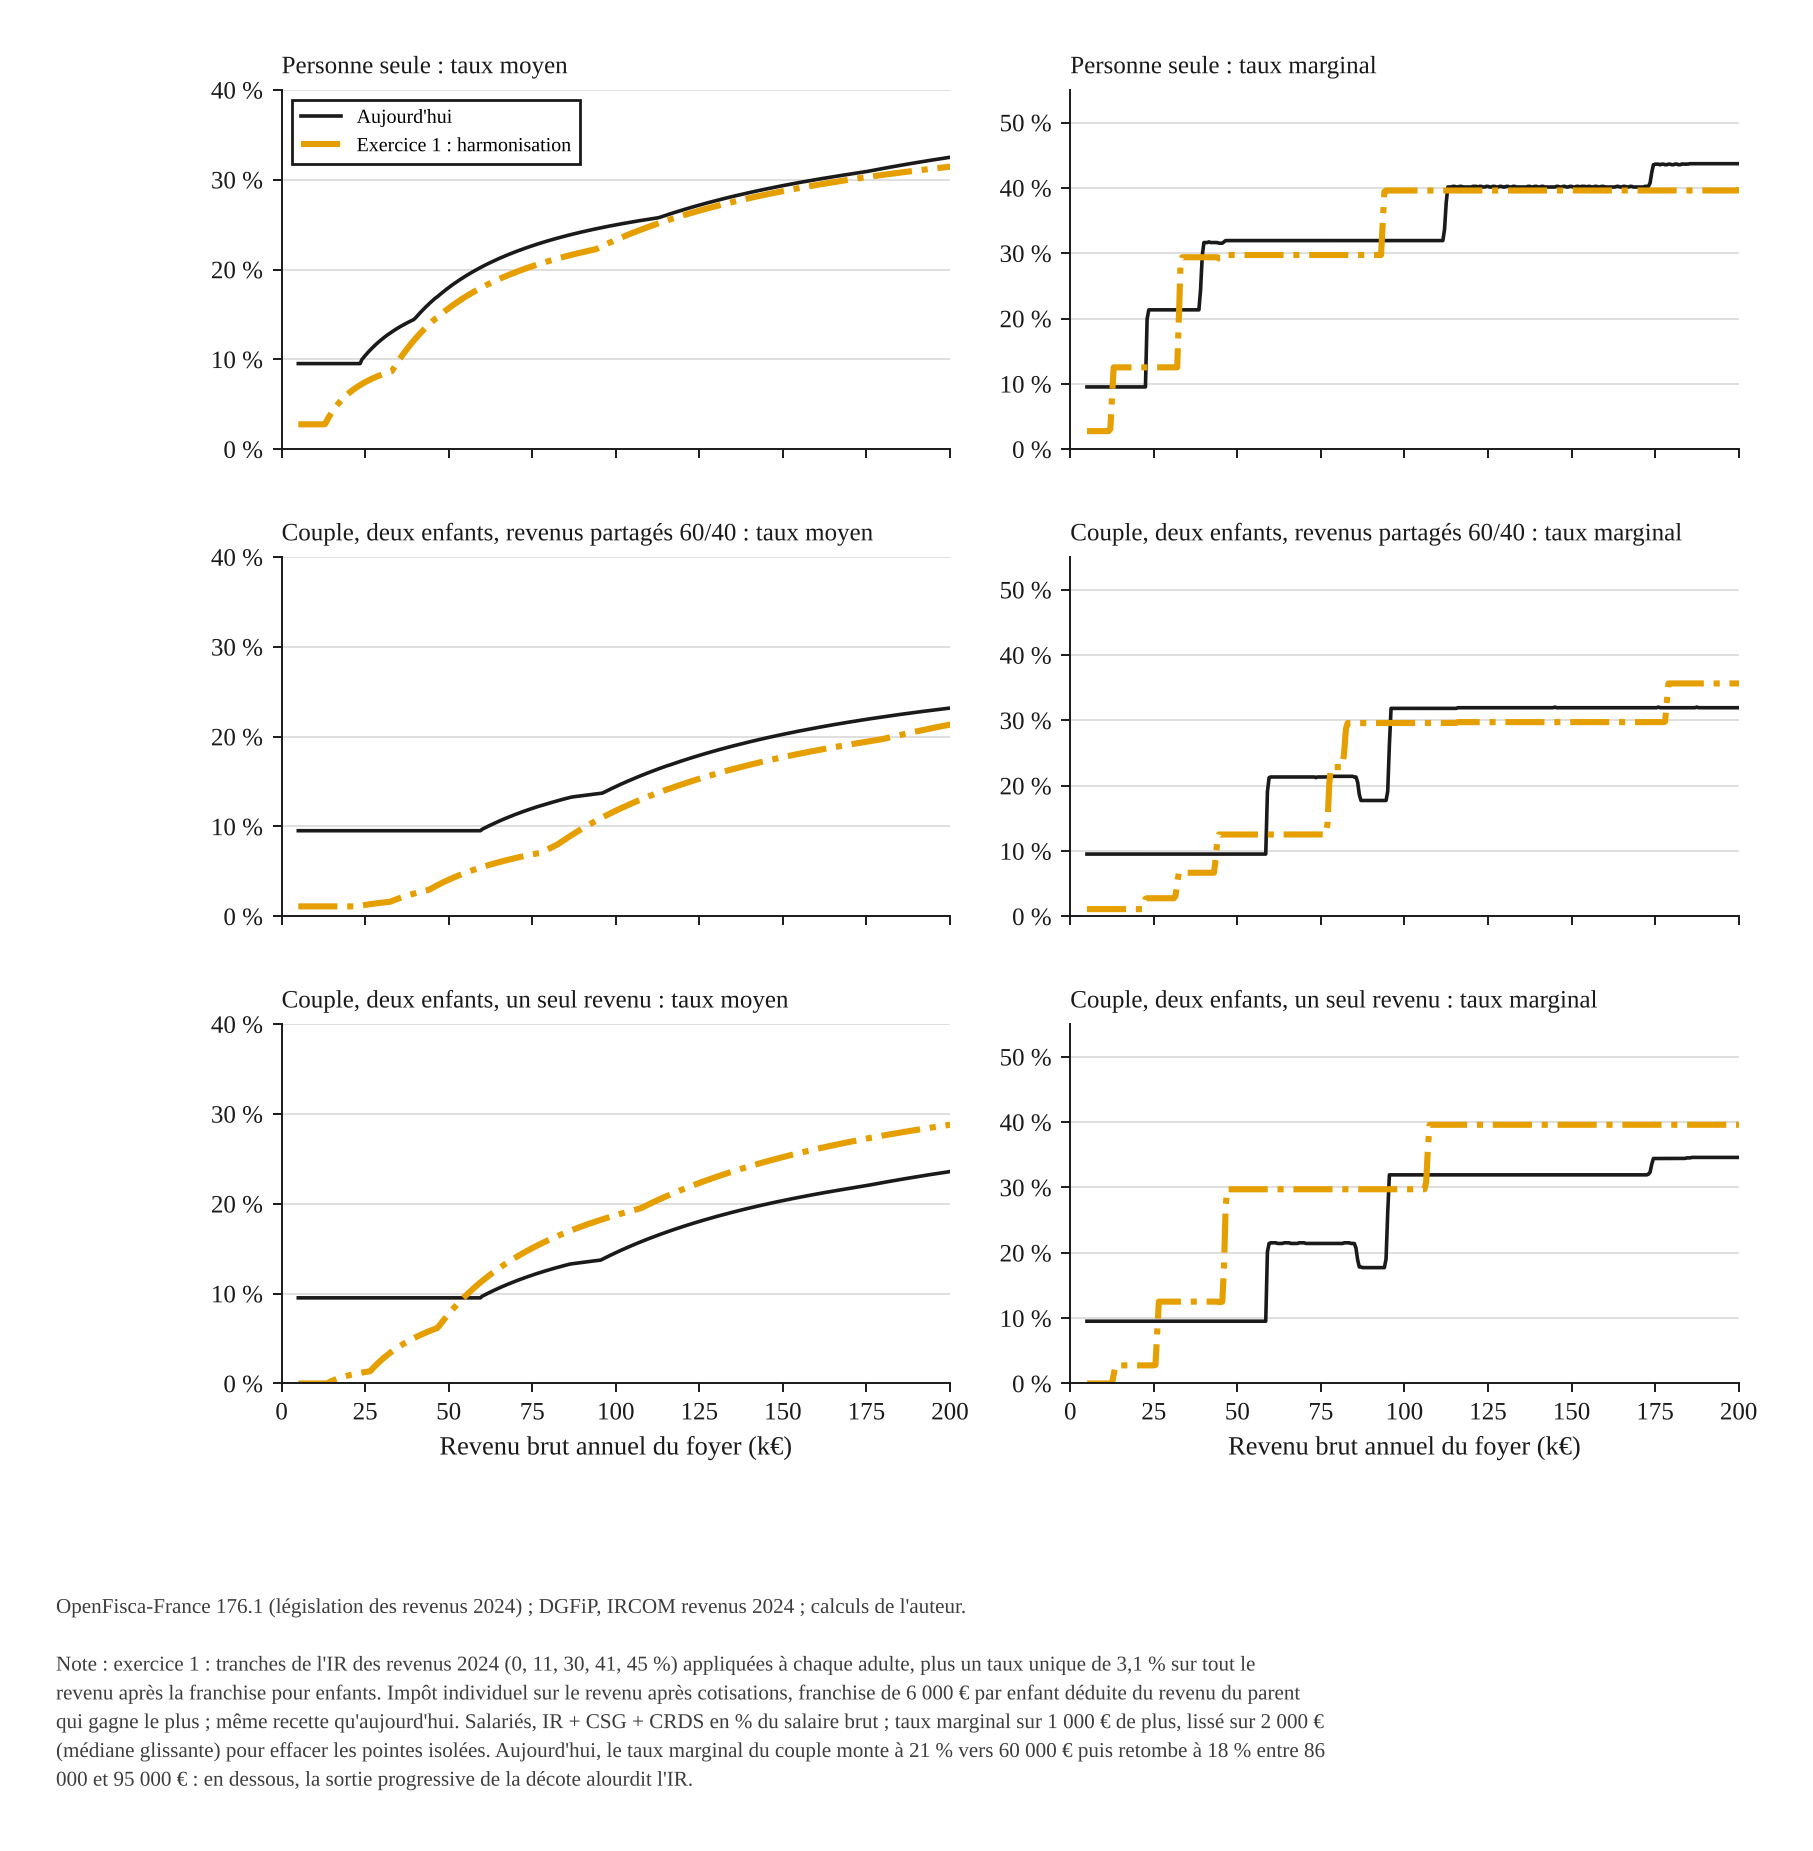 Personne seule : taux moyen
40 %
30 %
20 %
10 %
0 %
Aujourd'hui
Exercice 1 : harmonisation
Personne seule : taux marginal
50 %
40 %
30 %
20 %
10 %
0 %
Couple, deux enfants, revenus partagés 60/40 : taux moyen
40 %
30 %
20 %
10 %
0 %
Couple, deux enfants, revenus partagés 60/40 : taux marginal
50 %
40 %
30 %
20 %
10 %
0 %
Couple, deux enfants, un seul revenu : taux moyen
40 %
30 %
20 %
10 %
0 %
0 25 50 75 100 125 150 175 200
Revenu brut annuel du foyer (k€)
Couple, deux enfants, un seul revenu : taux marginal
50 %
40 %
30 %
20 %
10 %
0 %
0 25 50 75 100 125 150 175 200
Revenu brut annuel du foyer (k€)
OpenFisca-France 176.1 (législation des revenus 2024) ; DGFiP, IRCOM revenus 2024 ; calculs de l'auteur.
Note : exercice 1 : tranches de l'IR des revenus 2024 (0, 11, 30, 41, 45 %) appliquées à chaque adulte, plus un taux unique de 3,1 % sur tout le
revenu après la franchise pour enfants. Impôt individuel sur le revenu après cotisations, franchise de 6 000 € par enfant déduite du revenu du parent
qui gagne le plus ; même recette qu'aujourd'hui. Salariés, IR + CSG + CRDS en % du salaire brut ; taux marginal sur 1 000 € de plus, lissé sur 2 000 €
(médiane glissante) pour effacer les pointes isolées. Aujourd'hui, le taux marginal du couple monte à 21 % vers 60 000 € puis retombe à 18 % entre 86
000 et 95 000 € : en dessous, la sortie progressive de la décote alourdit l'IR.